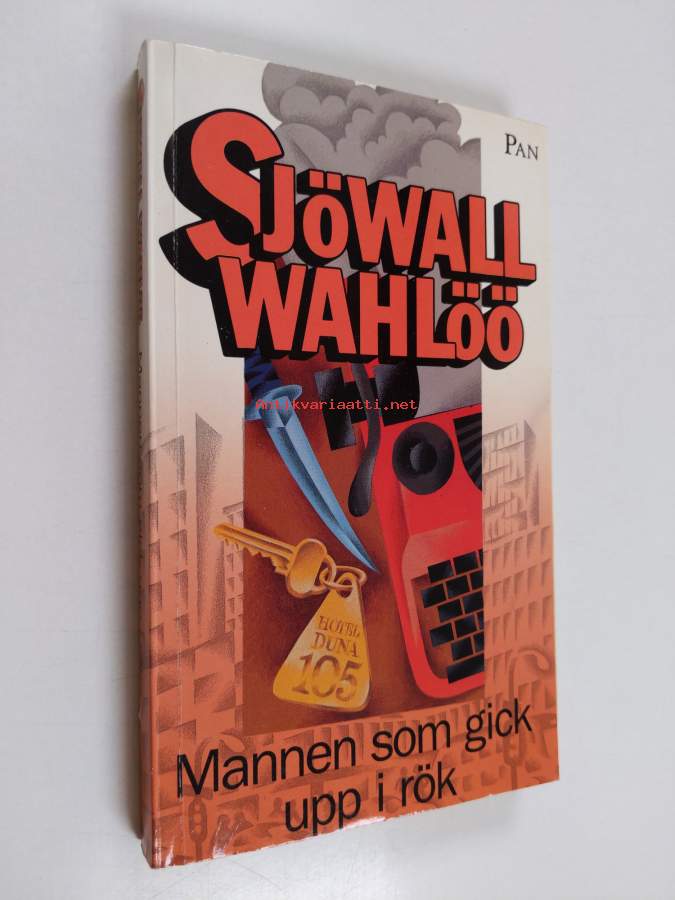 PAN
SJÖWALL
WAHLÖÖ
Antikvariaatti.net
HOTEL
DUNA
105
Mannen som gick
upp i rök